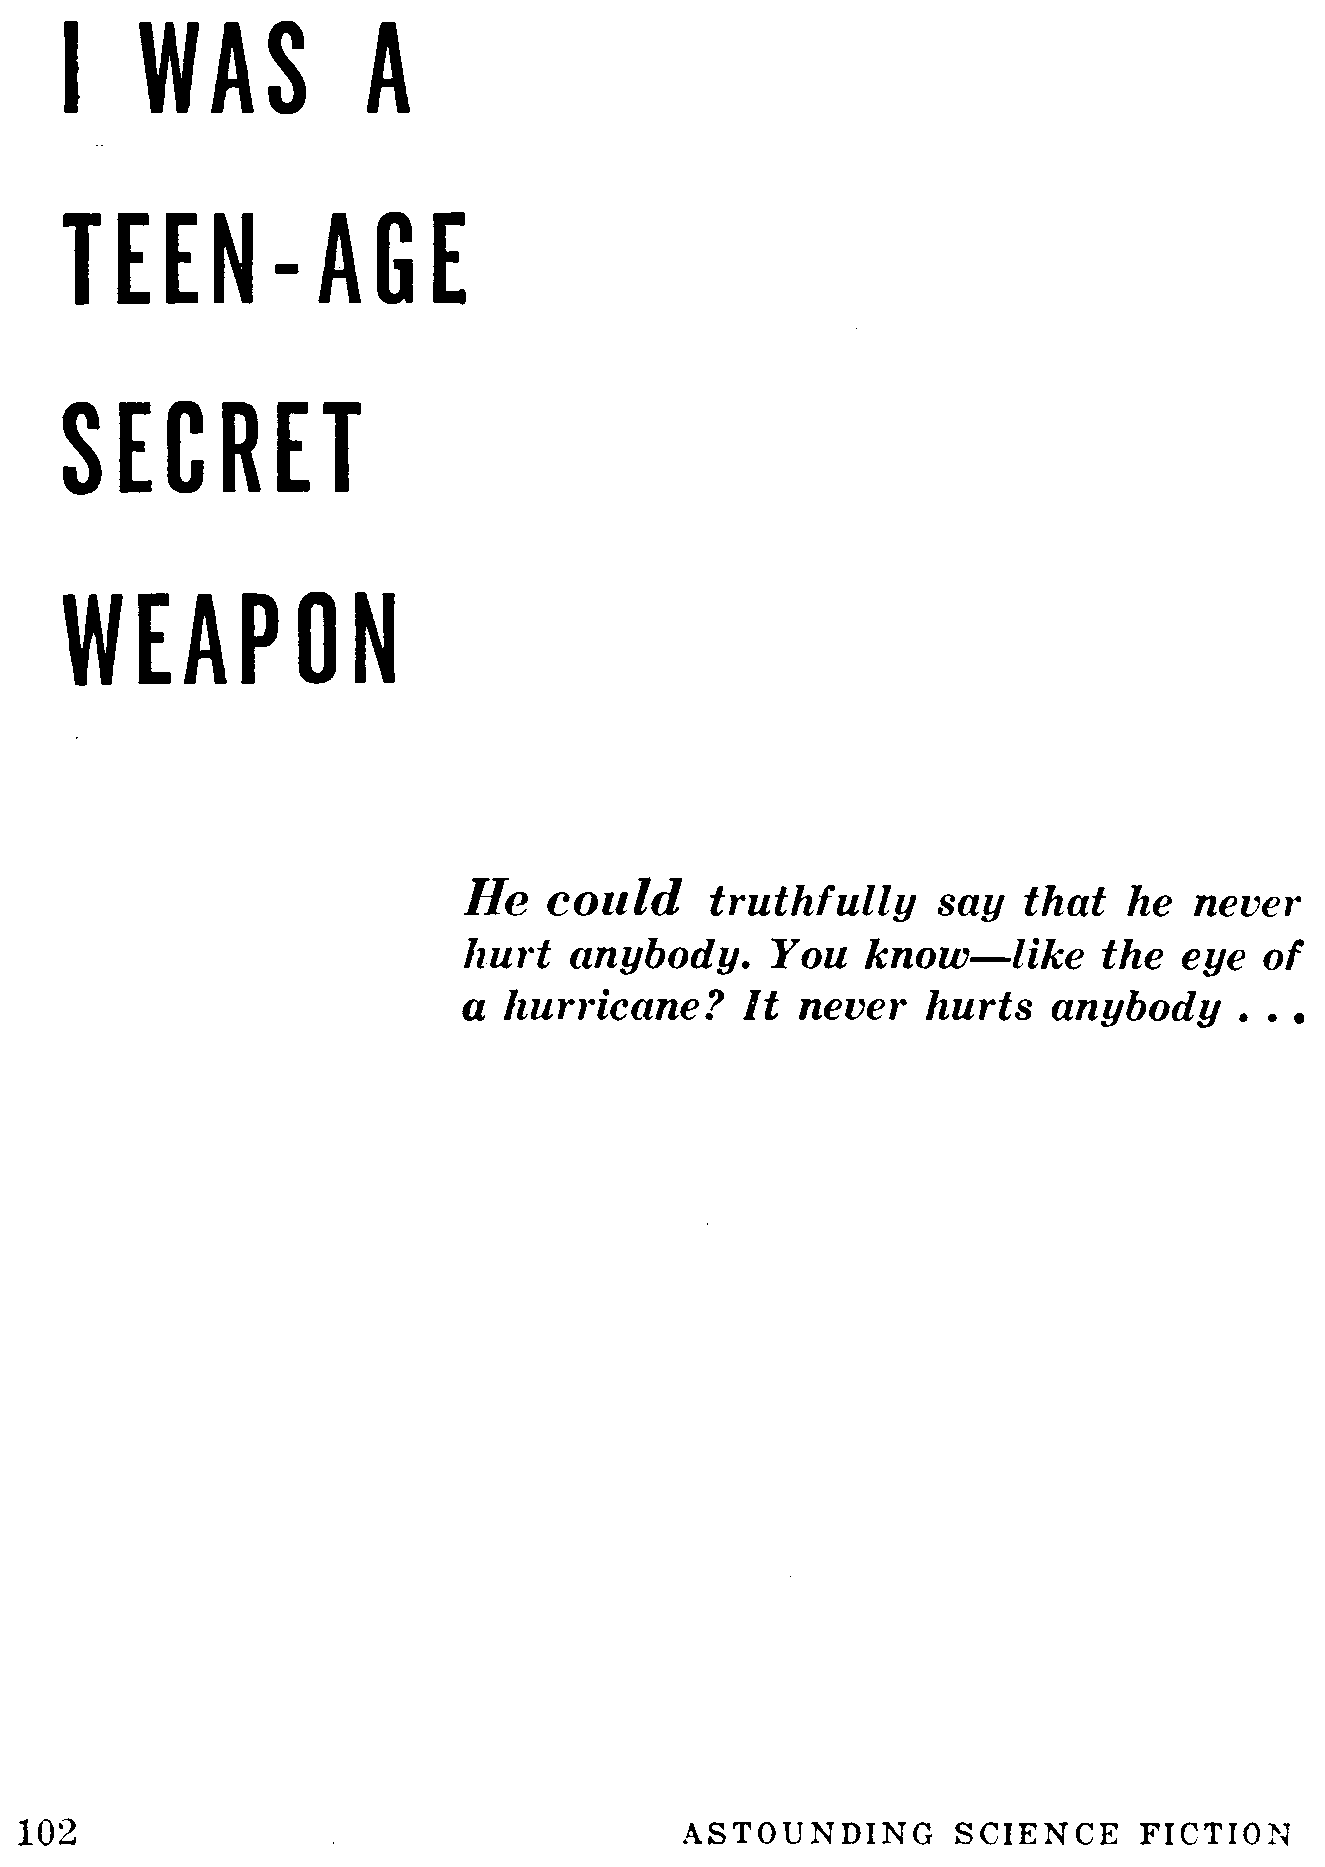 I WAS A
TEEN-AGE
SECRET
WEAPON
He could truthfully say that he never
hurt anybody. You know—like the eye of
a hurricane? It never hurts anybody . . .
102 ASTOUNDING SCIENCE FICTION